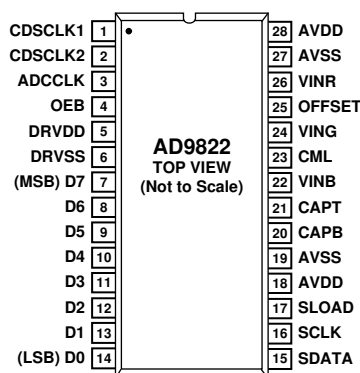 CDSCLK1 1
CDSCLK2 2
ADCCLK 3
OEB 4
DRVDD 5
DRVSS 6
(MSB) D7 7
D6 8
D5 9
D4 10
D3 11
D2 12
D1 13
(LSB) D0 14
AD9822
TOP VIEW
(Not to Scale)
28 AVDD
27 AVSS
26 VINR
25 OFFSET
24 VING
23 CML
22 VINB
21 CAPT
20 CAPB
19 AVSS
18 AVDD
17 SLOAD
16 SCLK
15 SDATA